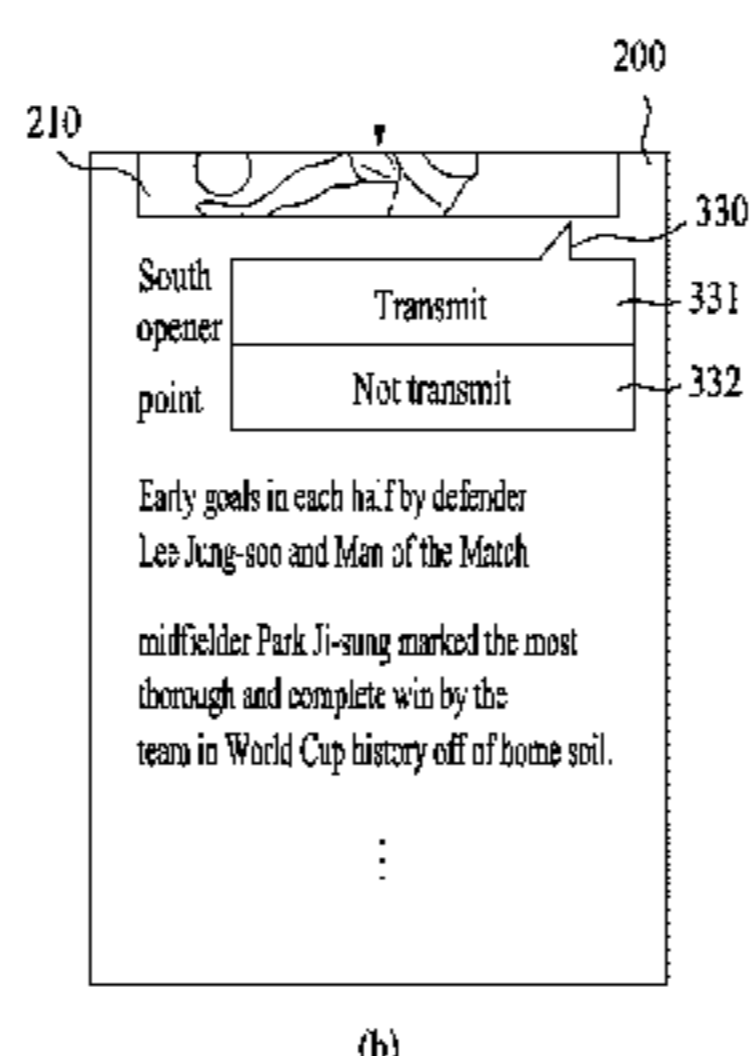 200
210
330
South
opener
point
Transmit
331
Not transmit
332
Early goals in each half by defender
Lee Jung-soo and Man of the Match
midfielder Park Ji-sung marked the most
thorough and complete win by the
team in World Cup history off of home soil.
(b)